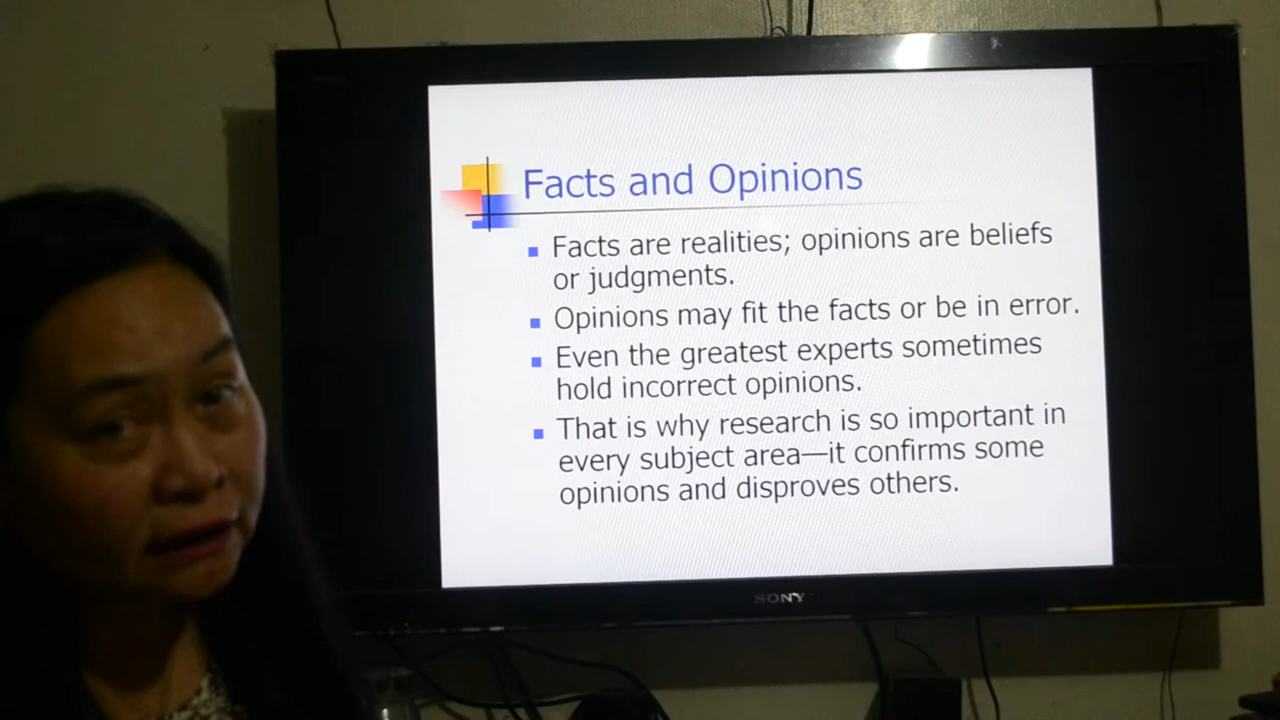 Facts and Opinions
Facts are realities; opinions are beliefs
or judgments.
Opinions may fit the facts or be in error.
Even the greatest experts sometimes
hold incorrect opinions.
That is why research is so important in
every subject area—it confirms some
opinions and disproves others.
SONY